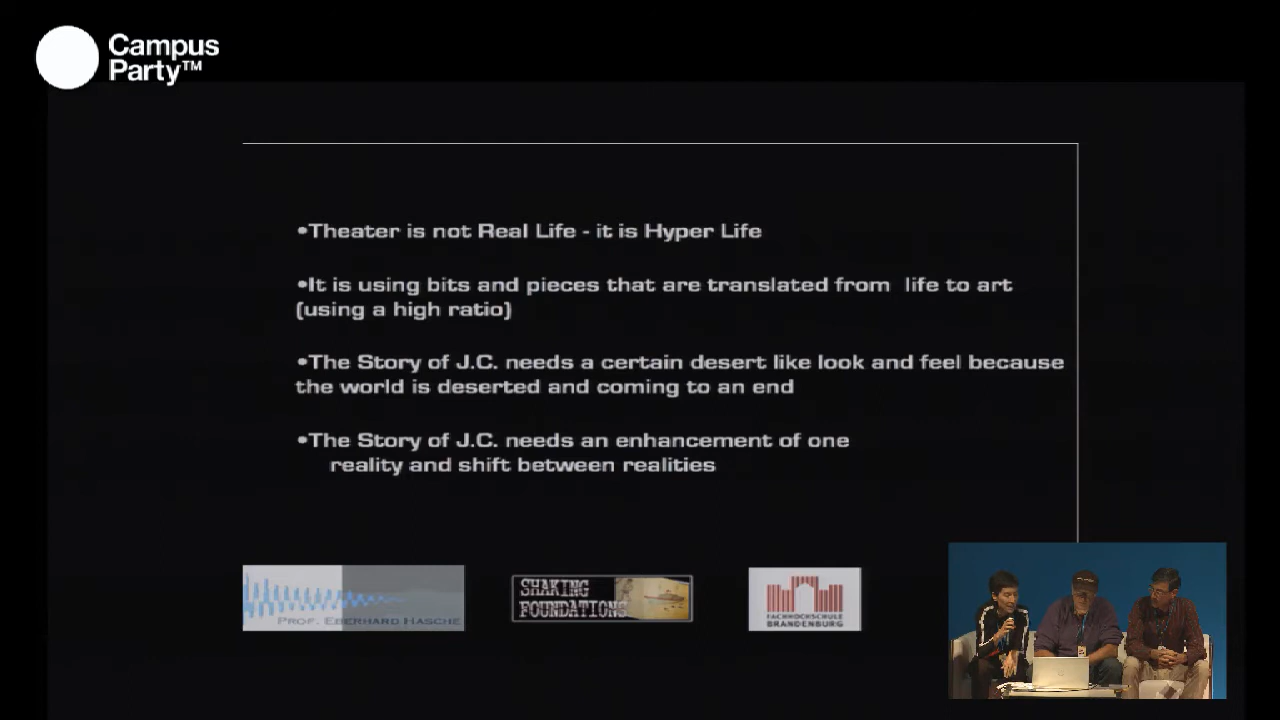 Campus
Party™
•Theater is not Real Life - it is Hyper Life
•It is using bits and pieces that are translated from life to art
(using a high ratio)
•The Story of J.C. needs a certain desert like look and feel because
the world is deserted and coming to an end
•The Story of J.C. needs an enhancement of one
reality and shift between realities
PROF. EBERHARD HASCHE
SHAKING
FOUNDATIONS
FACHHOCHSCHULE
BRANDENBURG